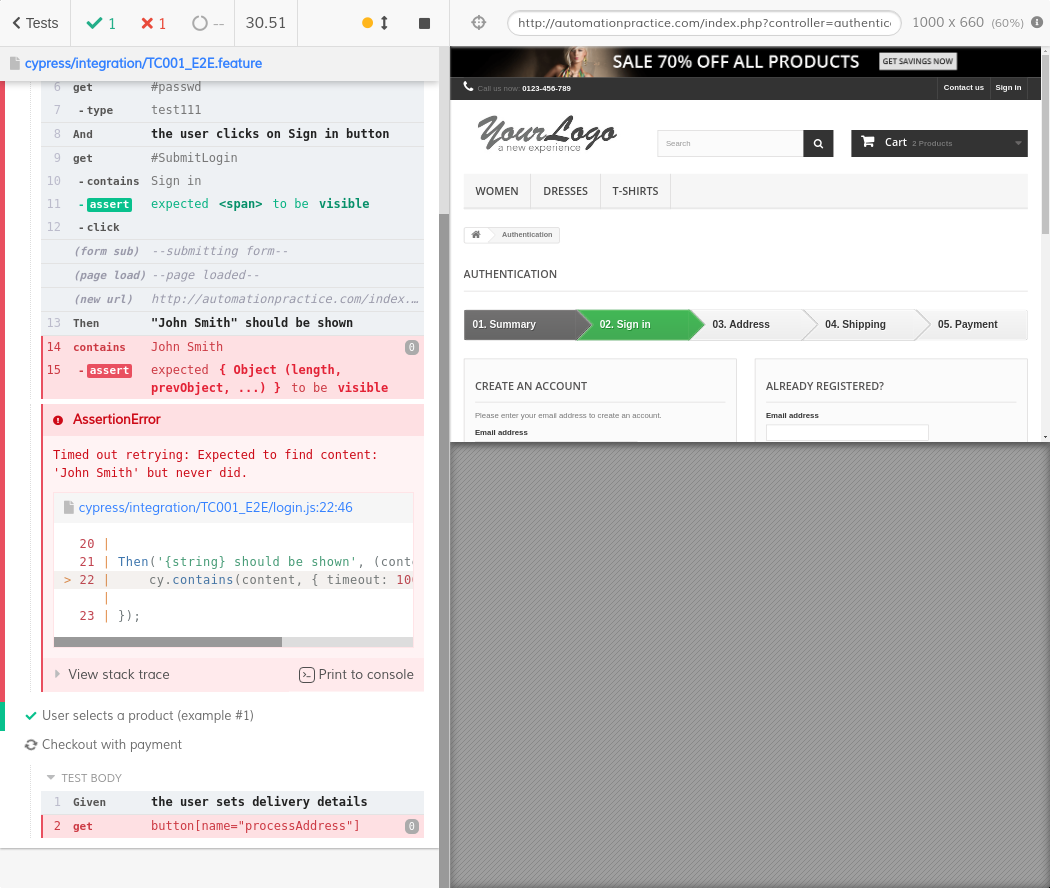 Tests
1
1
--
30.51
cypress/integration/TC001_E2E.feature
6 get #passwd
7 - type test111
8 And the user clicks on Sign in button
9 get #SubmitLogin
10 - contains Sign in
11 - assert expected <span> to be visible
12 - click
(form sub) --submitting form--
(page load) --page loaded--
(new url) http://automationpractice.com/index.…
13 Then "John Smith" should be shown
14 contains John Smith 0
15 - assert expected { Object (length,
prevObject, ...) } to be visible
AssertionError
Timed out retrying: Expected to find content:
'John Smith' but never did.
cypress/integration/TC001_E2E/login.js:22:46
20 |
21 | Then('{string} should be shown', (cont
> 22 | cy.contains(content, { timeout: 10
|
23 | });
View stack trace
Print to console
User selects a product (example #1)
Checkout with payment
TEST BODY
1 Given the user sets delivery details
2 get button[name="processAddress"] 0
http://automationpractice.com/index.php?controller=authentic
1000 x 660 (60%)
SALE 70% OFF ALL PRODUCTS
GET SAVINGS NOW
Call us now: 0123-456-789
Contact us
Sign in
YourLogo
a new experience
Search
Cart 2 Products
WOMEN
DRESSES
T-SHIRTS
Authentication
AUTHENTICATION
01. Summary
02. Sign in
03. Address
04. Shipping
05. Payment
CREATE AN ACCOUNT
Please enter your email address to create an account.
Email address
ALREADY REGISTERED?
Email address